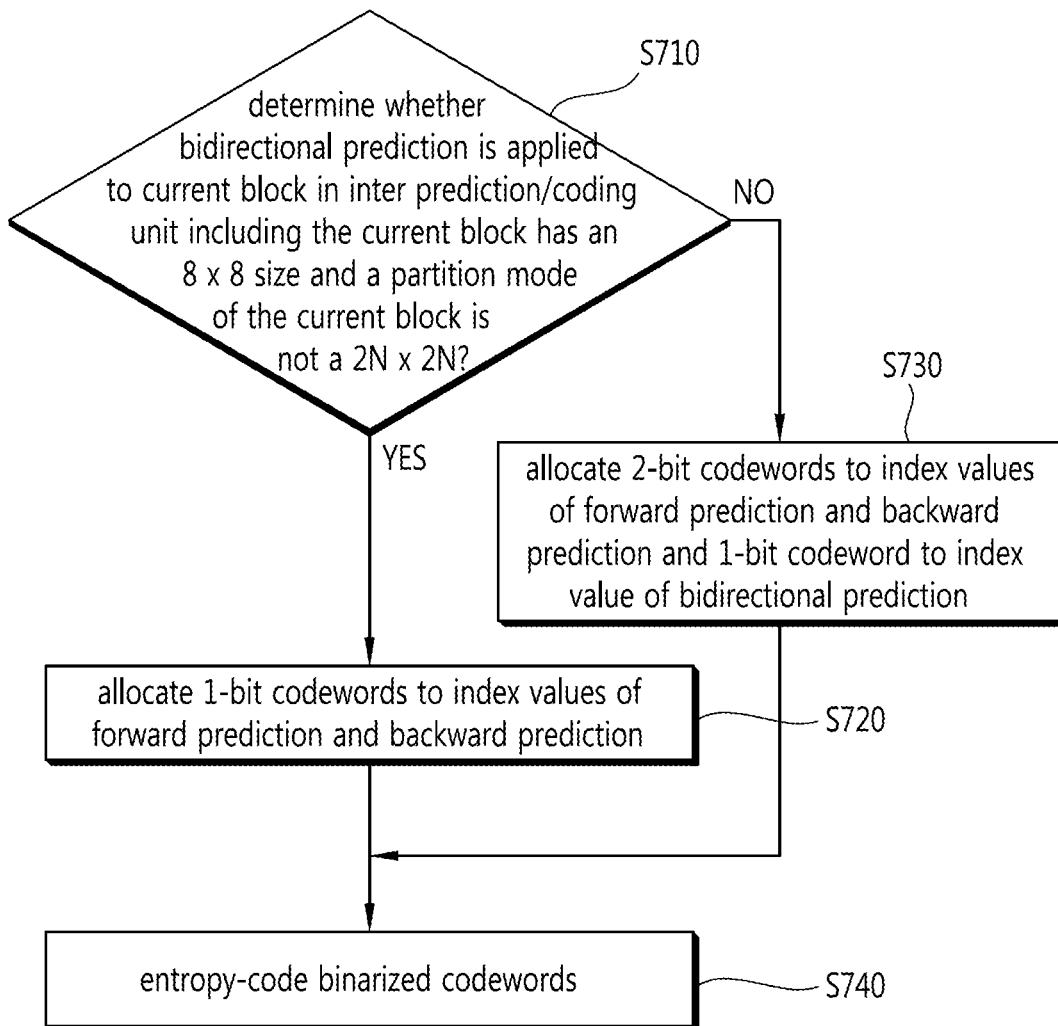 S710
determine whether
bidirectional prediction is applied
to current block in inter prediction/coding
unit including the current block has an
8 x 8 size and a partition mode
of the current block is
not a 2N x 2N?
NO
YES
S730
allocate 2-bit codewords to index values
of forward prediction and backward
prediction and 1-bit codeword to index
value of bidirectional prediction
allocate 1-bit codewords to index values of
forward prediction and backward prediction
S720
entropy-code binarized codewords
S740